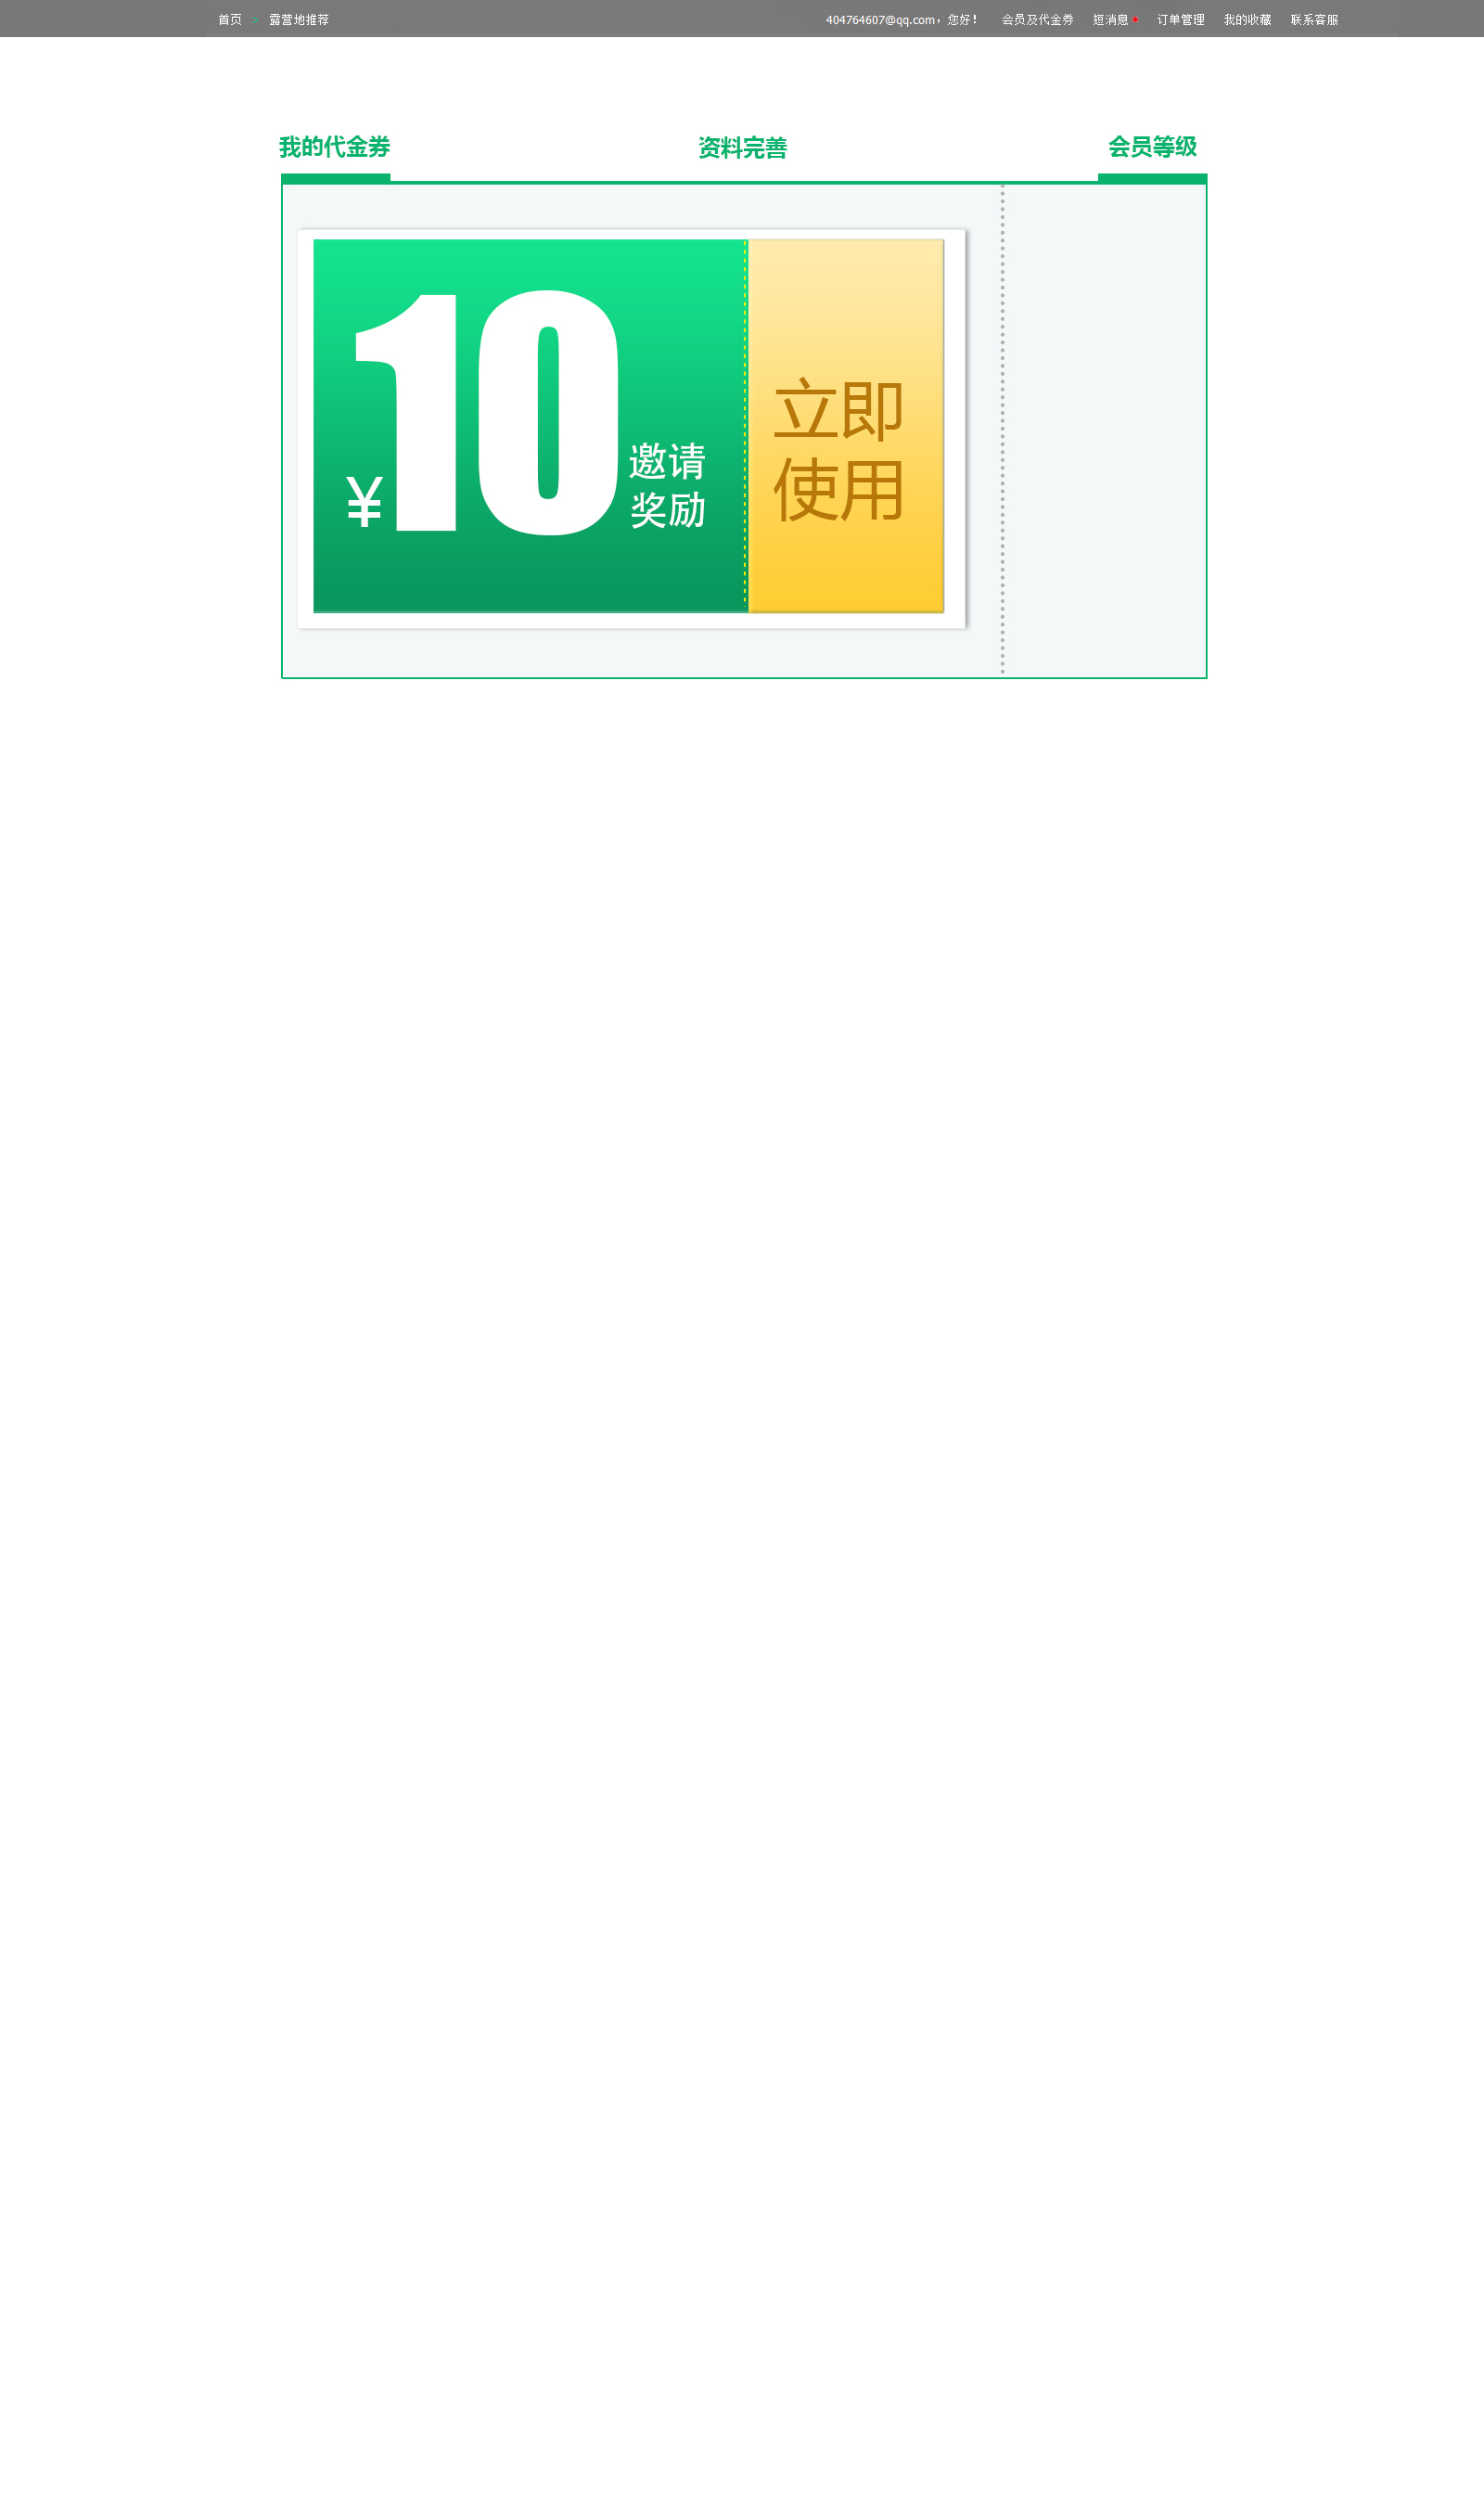 首页 > 露营地推荐
404764607@qq.com，您好！ 会员及代金券 短消息 订单管理 我的收藏 联系客服
我的代金券 资料完善 会员等级
¥10
邀请
奖励
立即
使用